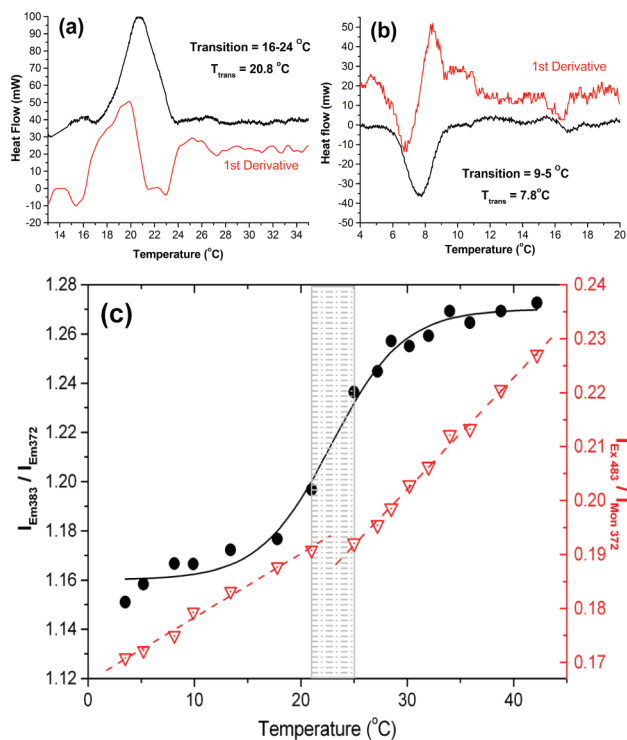 (a)
Transition = 16-24 °C
T_trans = 20.8 °C
1st Derivative
Heat Flow (mW)
100
90
80
70
60
50
40
30
20
10
0
-10
-20
14 16 18 20 22 24 26 28 30 32 34
Temperature (°C)
(b)
1st Derivative
Transition = 9-5 °C
T_trans = 7.8°C
Heat Flow (mw)
50
40
30
20
10
0
-10
-20
-30
-40
-50
-60
4 6 8 10 12 14 16 18 20
Temperature (°C)
(c)
I_Em383 / I_Em372
1.28
1.26
1.24
1.22
1.20
1.18
1.16
1.14
1.12
0 10 20 30 40
Temperature (°C)
0.24
0.23
0.22
0.21
0.20
0.19
0.18
0.17
I_Ex 483 / I_Mon 372